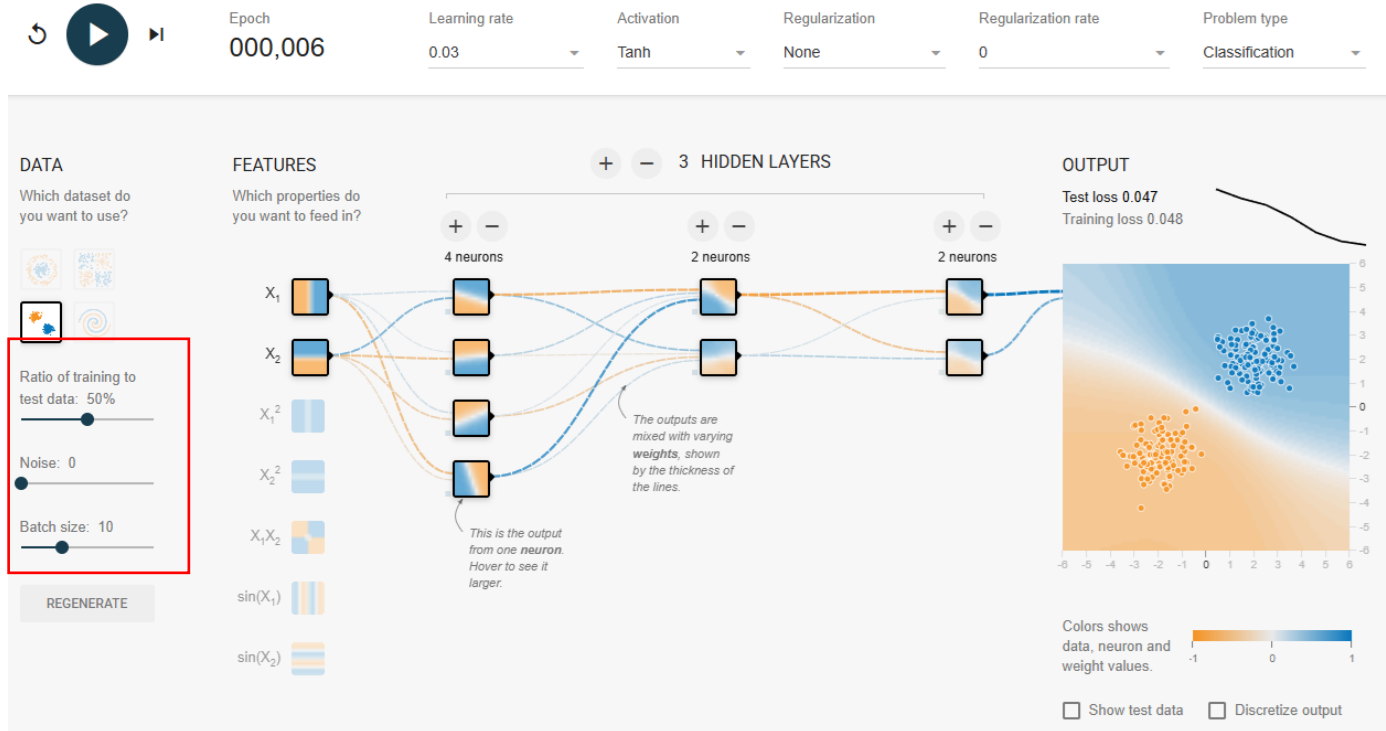 Epoch
000,006
Learning rate
0.03
Activation
Tanh
Regularization
None
Regularization rate
0
Problem type
Classification
DATA
Which dataset do
you want to use?
Ratio of training to
test data: 50%
Noise: 0
Batch size: 10
REGENERATE
FEATURES
Which properties do
you want to feed in?
X₁
X₂
X₁²
X₂²
X₁X₂
sin(X₁)
sin(X₂)
+ − 3 HIDDEN LAYERS
+ −
4 neurons
+ −
2 neurons
+ −
2 neurons
This is the output
from one neuron.
Hover to see it
larger.
The outputs are
mixed with varying
weights, shown
by the thickness of
the lines.
OUTPUT
Test loss 0.047
Training loss 0.048
6
5
4
3
2
1
0
-1
-2
-3
-4
-5
-6
-6 -5 -4 -3 -2 -1 0 1 2 3 4 5 6
Colors shows
data, neuron and
weight values.
-1 0 1
Show test data
Discretize output